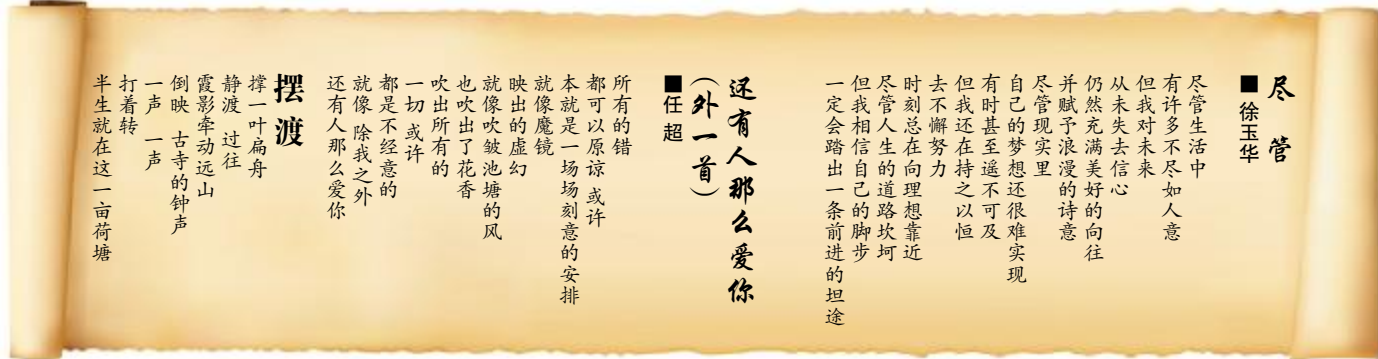 尽 管
■ 徐玉华
尽管生活中
有许多不尽如人意
但我对未来
从未失去信心
仍然充满美好的向往
并赋予浪漫的诗意
尽管现实里
自己的梦想还很难实现
有时甚至遥不可及
但我还在持之以恒
去不懈努力
时刻总在向理想靠近
尽管人生的道路坎坷
但我相信自己的脚步
一定会踏出一条前进的坦途
还有人那么爱你
（外一首）
■ 任 超
所有的错
都可以原谅 或许
本就是一场场刻意的安排
就像魔镜
映出的虚幻
就像吹皱池塘的风
也吹出了花香
吹出所有的
一切 或许
都是不经意的
就像 除我之外
还有人那么爱你
摆 渡
撑一叶扁舟
静渡 过往
霞影牵动远山
倒映 古寺的钟声
一声 一声
打着转
半生就在这一亩荷塘